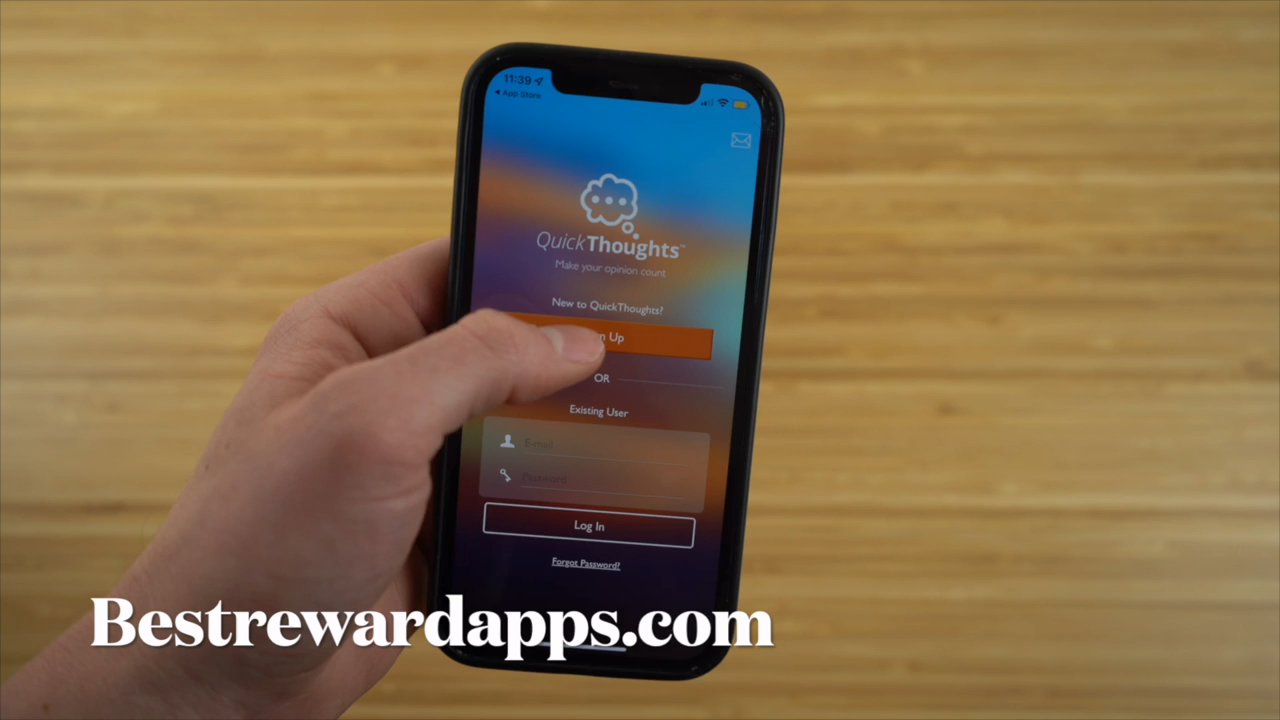 11:39
App Store
QuickThoughts™
Make your opinion count
New to QuickThoughts?
n Up
OR
Existing User
E-mail
Password
Log In
Forgot Password?
Bestrewardapps.com